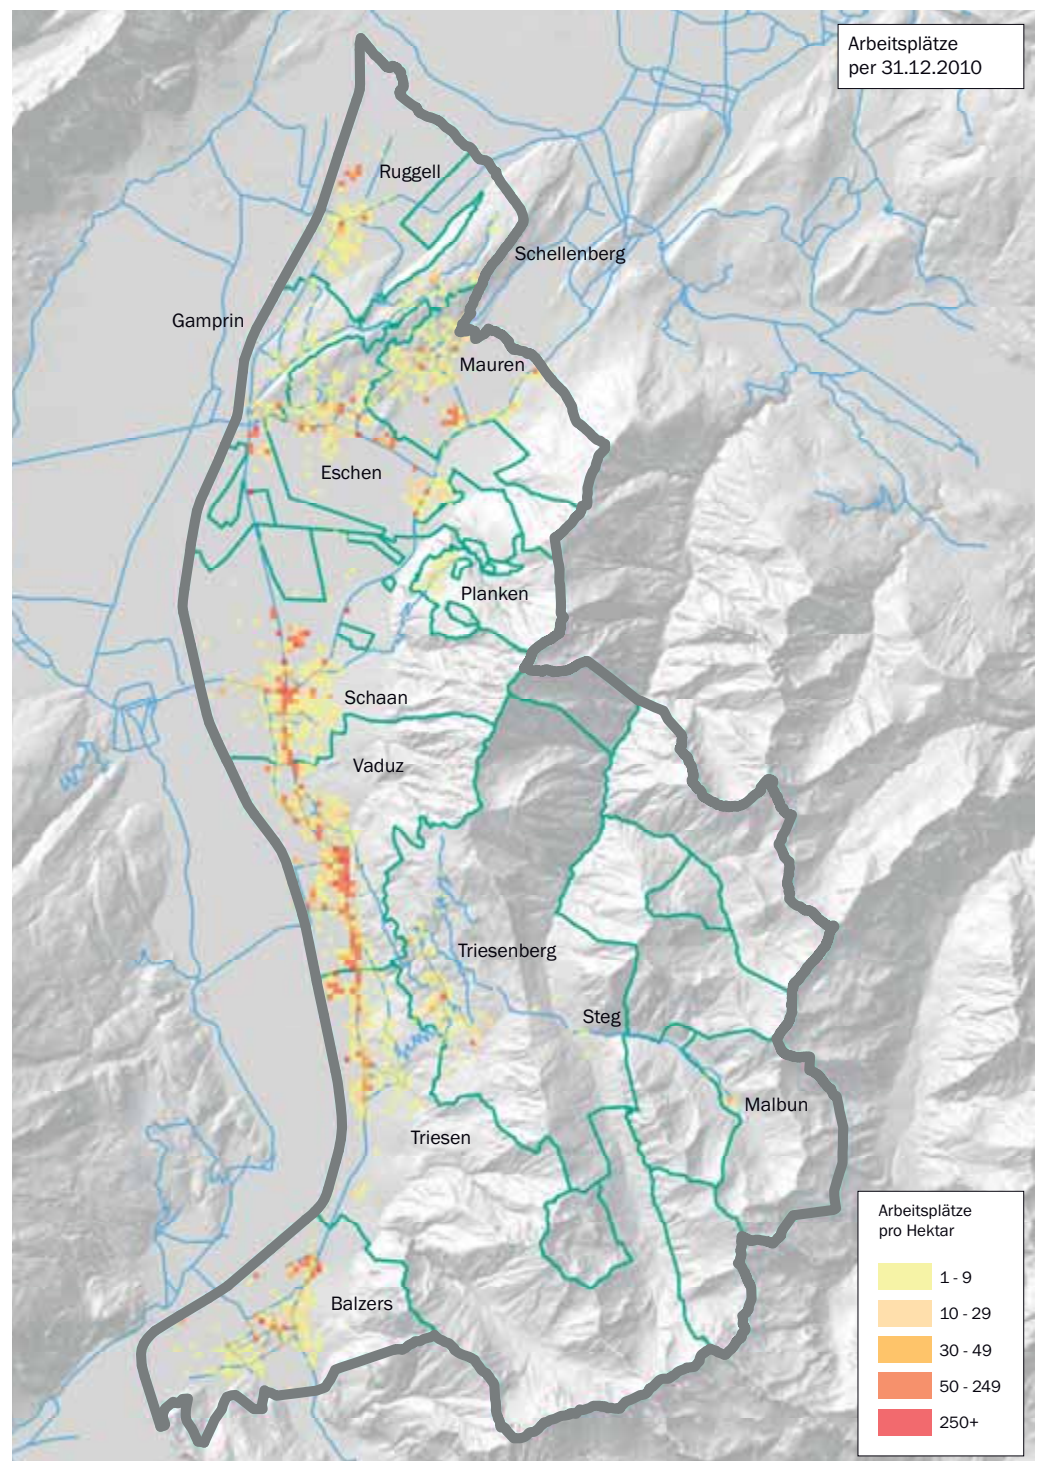 Arbeitsplätze
per 31.12.2010
Ruggell
Schellenberg
Gamprin
Mauren
Eschen
Planken
Schaan
Vaduz
Triesenberg
Steg
Malbun
Triesen
Balzers
Arbeitsplätze
pro Hektar
1 - 9
10 - 29
30 - 49
50 - 249
250+